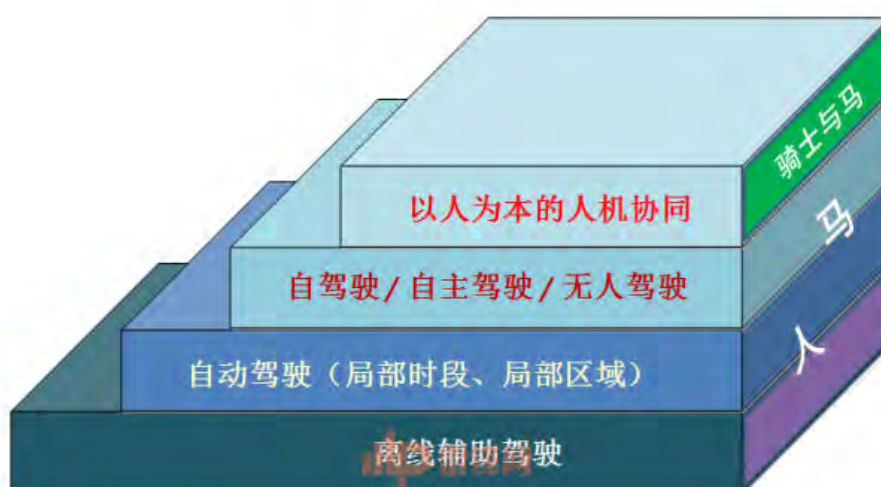 骑士与马
以人为本的人机协同
马
自驾驶/自主驾驶/无人驾驶
人
自动驾驶（局部时段、局部区域）
离线辅助驾驶